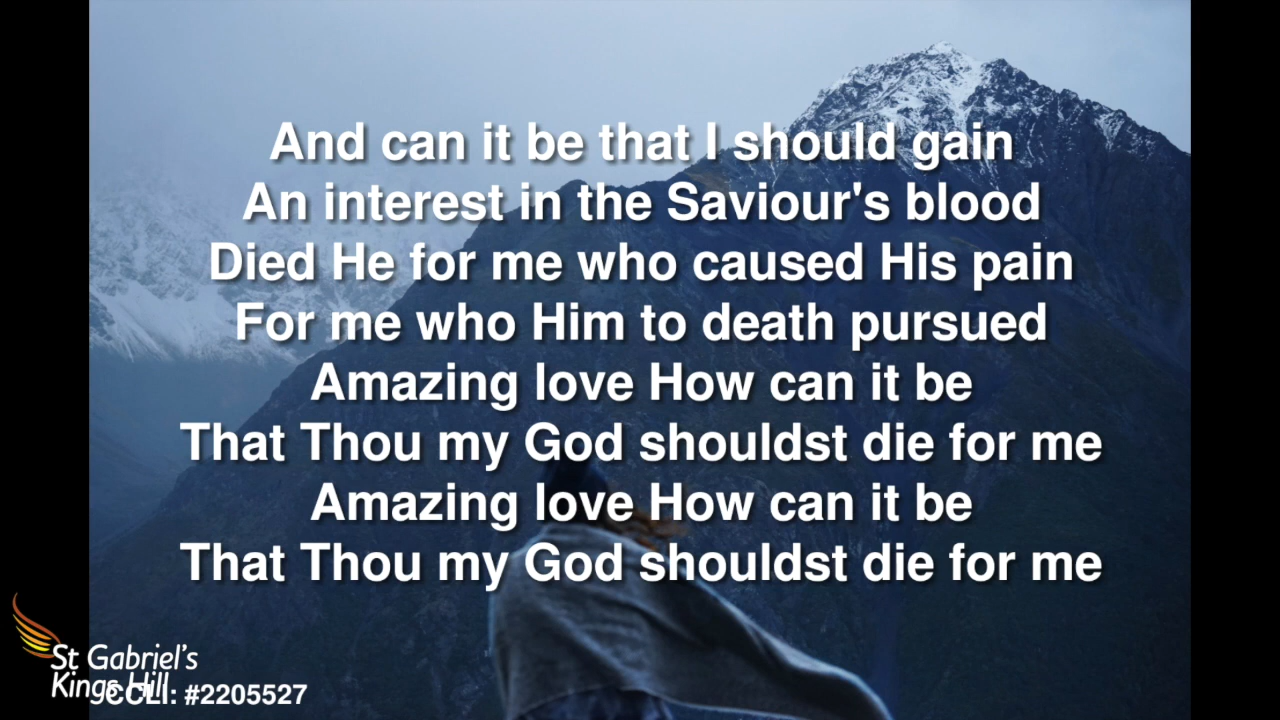 And can it be that I should gain
An interest in the Saviour's blood
Died He for me who caused His pain
For me who Him to death pursued
Amazing love How can it be
That Thou my God shouldst die for me
Amazing love How can it be
That Thou my God shouldst die for me
St Gabriel's
Kings Hill
CCLI: #2205527